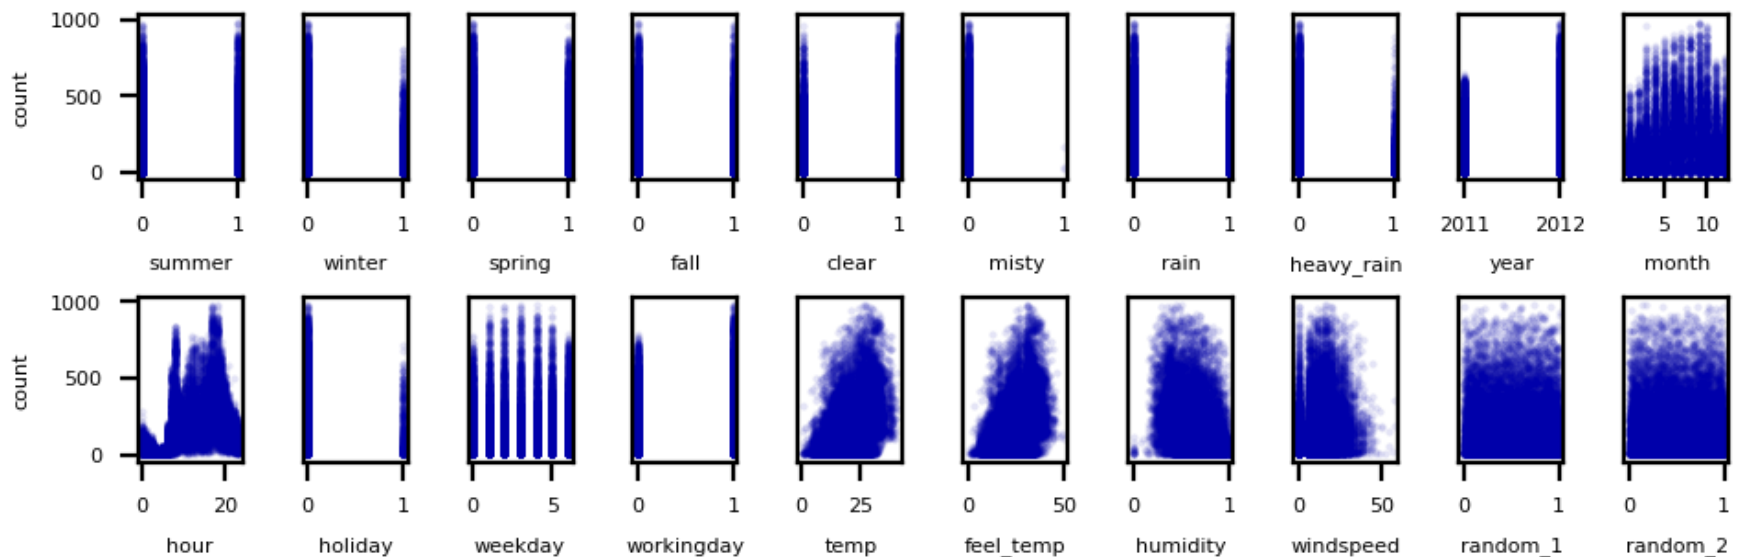 1000
500
0
count
0 1 0 1 0 1 0 1 0 1 0 1 0 1 0 1 2011 2012 5 10
summer winter spring fall clear misty rain heavy_rain year month
1000
500
0
count
0 20 0 1 0 5 0 1 0 25 0 50 0 1 0 50 0 1 0 1
hour holiday weekday workingday temp feel_temp humidity windspeed random_1 random_2